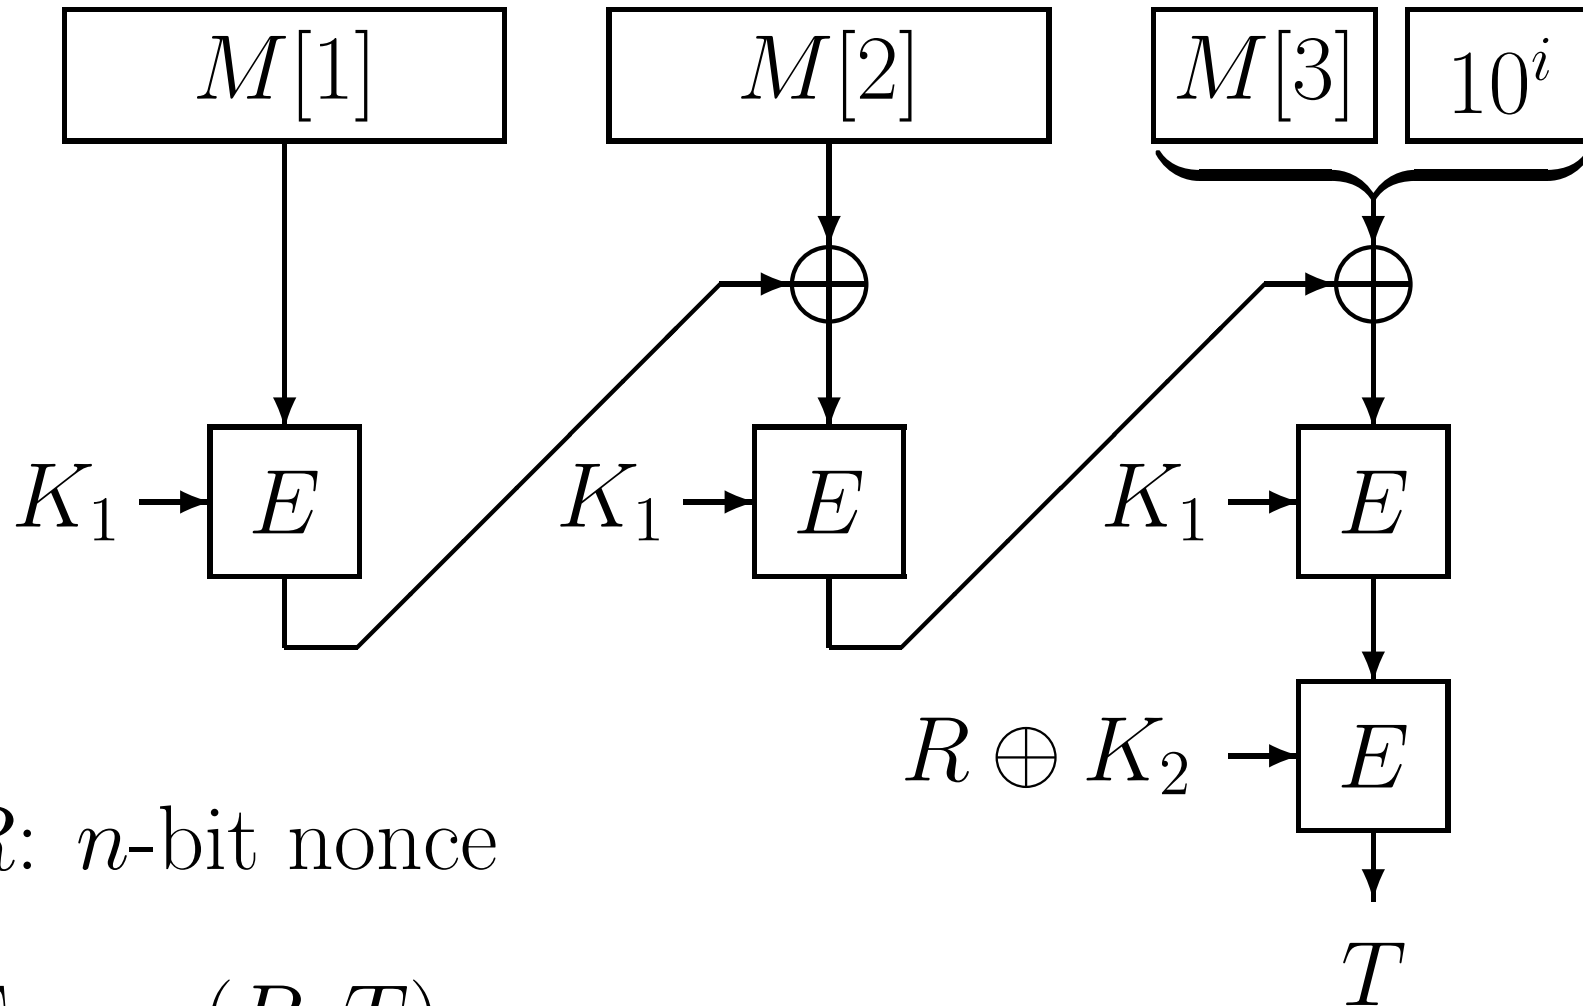 M[1] M[2] M[3] 10^i
K_1 E K_1 E K_1 E
R ⊕ K_2 E
R: n-bit nonce
T
(R, T)